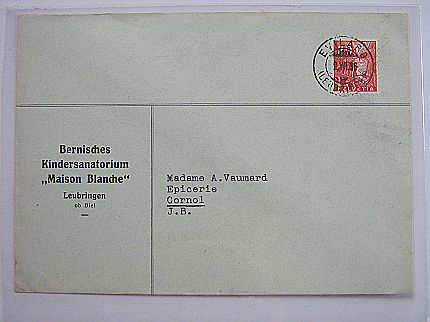 HELVETIA
Bernisches
Kindersanatorium
„Maison Blanche"
Leubringen
ob Biel
Madame A.Vaumard
Epicerie
Cornol
J.B.